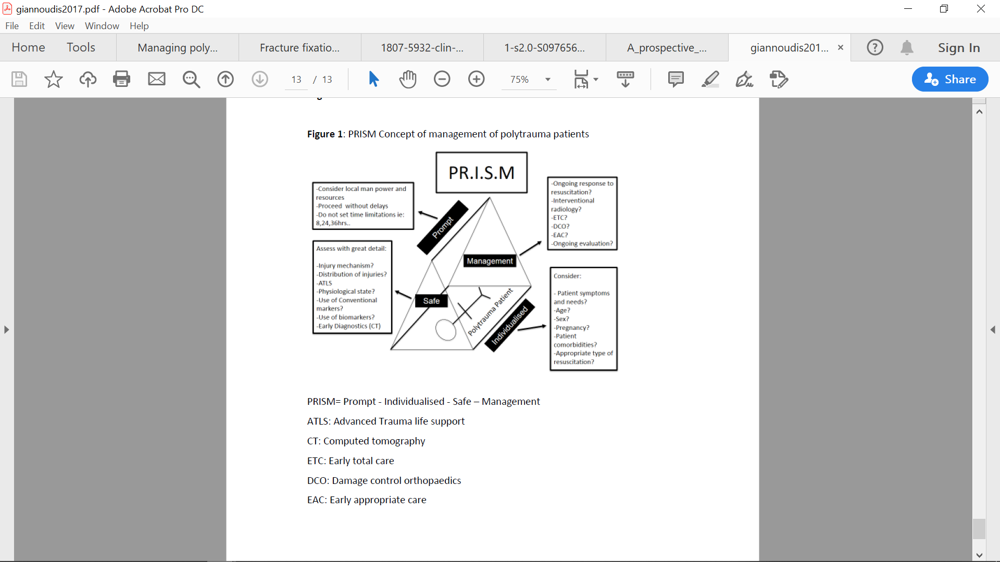 giannoudis2017.pdf - Adobe Acrobat Pro DC
File Edit View Window Help
Home Tools Managing poly... Fracture fixatio... 1807-5932-clin-... 1-s2.0-S097656... A_prospective_... giannoudis201... Sign In
13 / 13 75% Share
Figure 1: PRISM Concept of management of polytrauma patients
PR.I.S.M
-Consider local man power and
resources
-Proceed without delays
-Do not set time limitations ie:
8,24,36hrs..
Prompt
-Ongoing response to
resuscitation?
-Interventional
radiology?
-ETC?
-DCO?
-EAC?
-Ongoing evaluation?
Management
Assess with great detail:
-Injury mechanism?
-Distribution of injuries?
-ATLS
-Physiological state?
-Use of Conventional
markers?
-Use of biomarkers?
-Early Diagnostics (CT)
Safe
Polytrauma Patient
Individualised
Consider:
- Patient symptoms
and needs?
-Age?
-Sex?
-Pregnancy?
-Patient
comorbidities?
-Appropriate type of
resuscitation?
PRISM= Prompt - Individualised - Safe – Management
ATLS: Advanced Trauma life support
CT: Computed tomography
ETC: Early total care
DCO: Damage control orthopaedics
EAC: Early appropriate care